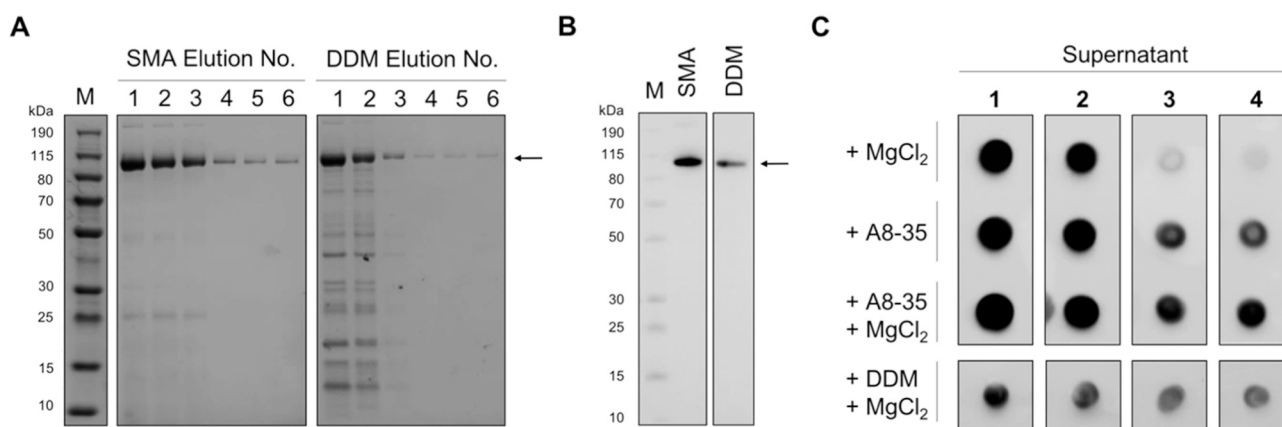 A
SMA Elution No.
DDM Elution No.
kDa
M
1 2 3 4 5 6
1 2 3 4 5 6
190
115
80
70
50
30
25
15
10
B
kDa
M
SMA
DDM
190
115
80
70
50
30
25
15
10
C
Supernatant
1 2 3 4
+ MgCl₂
+ A8-35
+ A8-35
+ MgCl₂
+ DDM
+ MgCl₂